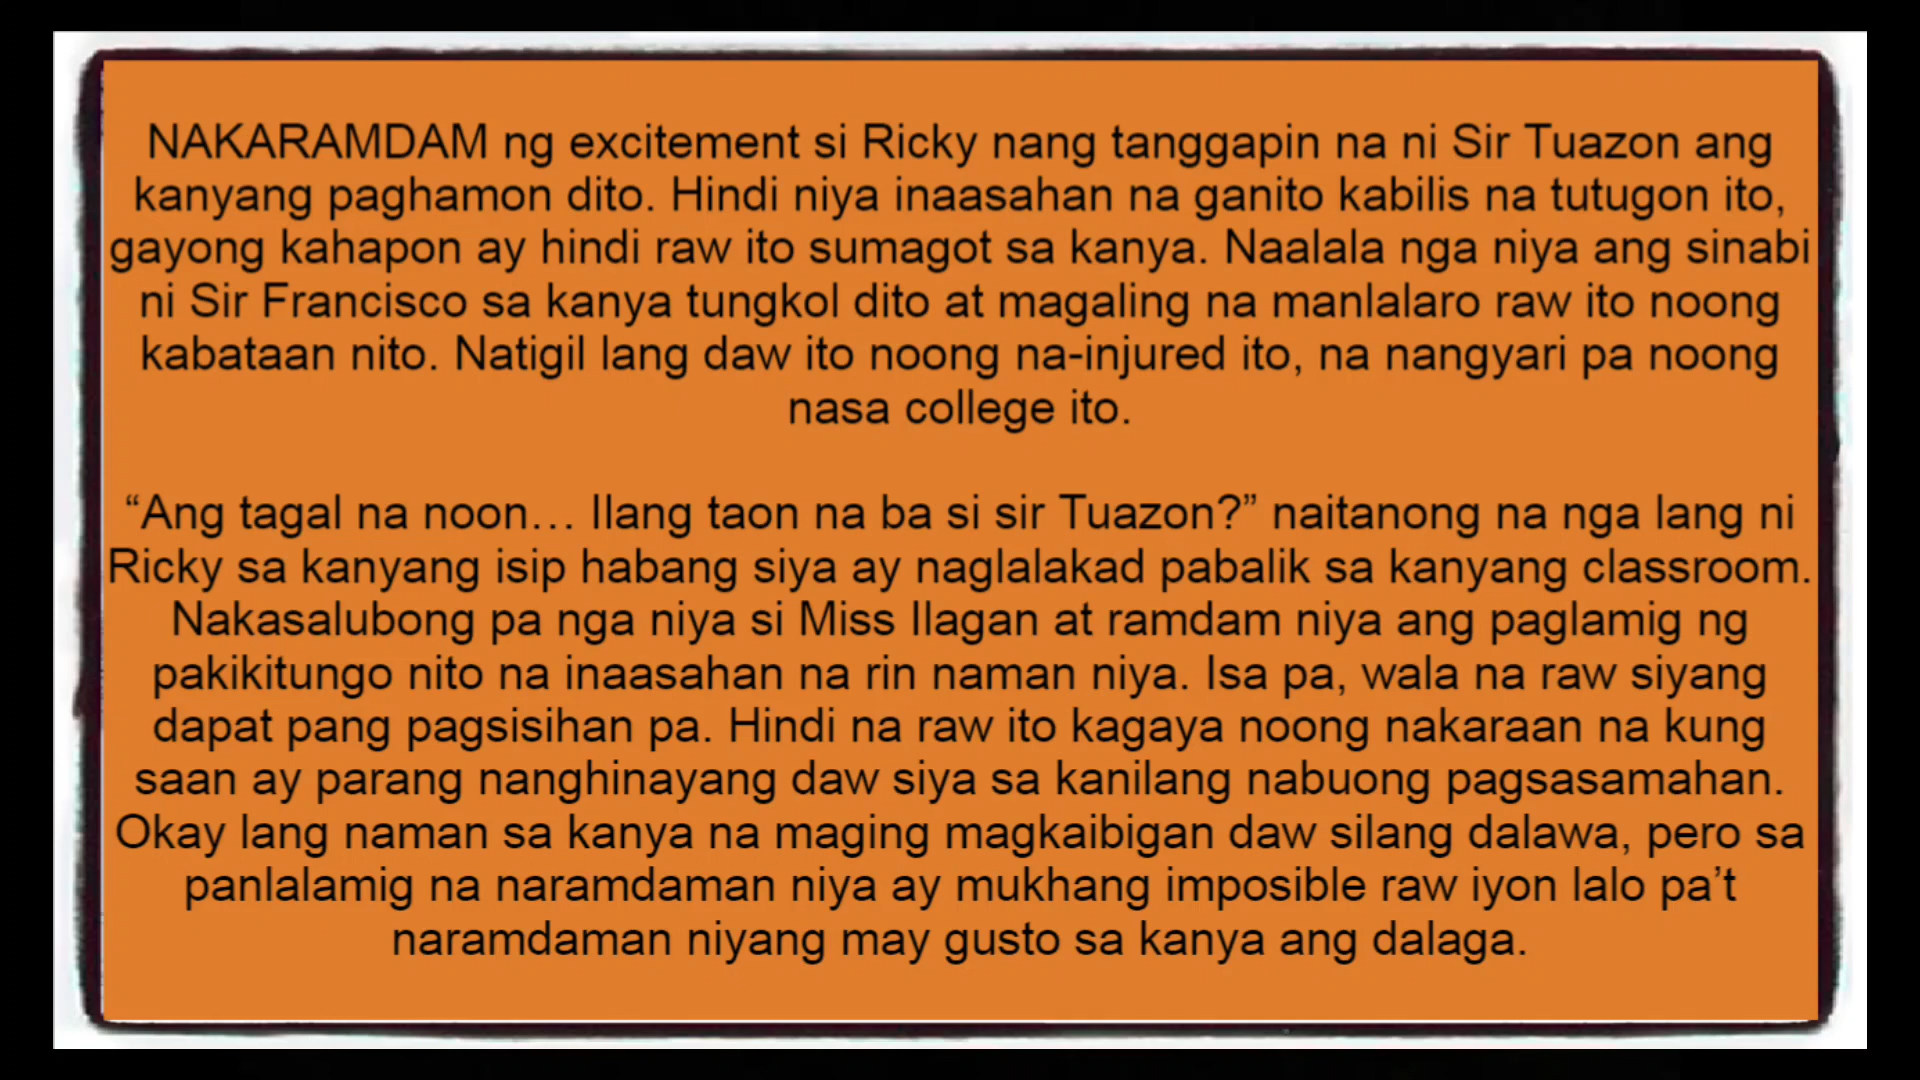 NAKARAMDAM ng excitement si Ricky nang tanggapin na ni Sir Tuazon ang
kanyang paghamon dito. Hindi niya inaasahan na ganito kabilis na tutugon ito,
gayong kahapon ay hindi raw ito sumagot sa kanya. Naalala nga niya ang sinabi
ni Sir Francisco sa kanya tungkol dito at magaling na manlalaro raw ito noong
kabataan nito. Natigil lang daw ito noong na-injured ito, na nangyari pa noong
nasa college ito.
“Ang tagal na noon… Ilang taon na ba si sir Tuazon?” naitanong na nga lang ni
Ricky sa kanyang isip habang siya ay naglalakad pabalik sa kanyang classroom.
Nakasalubong pa nga niya si Miss Ilagan at ramdam niya ang paglamig ng
pakikitungo nito na inaasahan na rin naman niya. Isa pa, wala na raw siyang
dapat pang pagsisihan pa. Hindi na raw ito kagaya noong nakaraan na kung
saan ay parang nanghinayang daw siya sa kanilang nabuong pagsasamahan.
Okay lang naman sa kanya na maging magkaibigan daw silang dalawa, pero sa
panlalamig na naramdaman niya ay mukhang imposible raw iyon lalo pa’t
naramdaman niyang may gusto sa kanya ang dalaga.